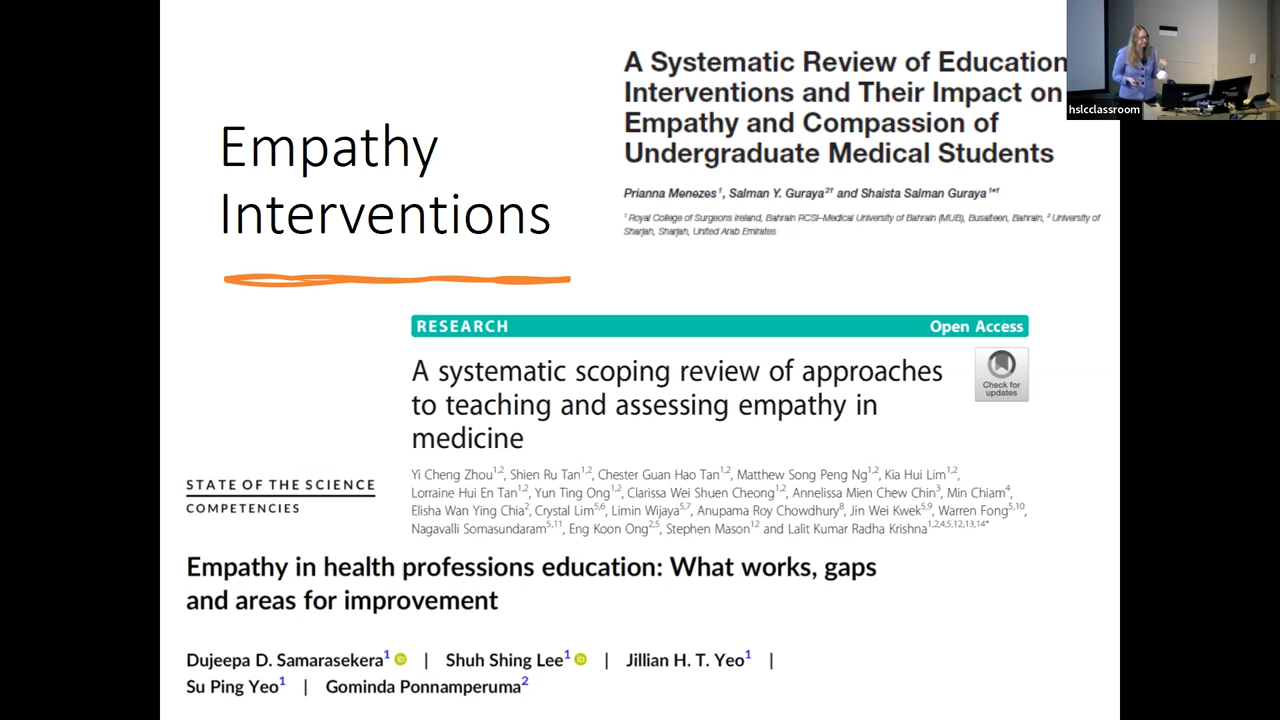 Empathy
Interventions
A Systematic Review of Education
Interventions and Their Impact on
Empathy and Compassion of
Undergraduate Medical Students
Prianna Menezes¹, Salman Y. Guraya²† and Shaista Salman Guraya¹*†
¹ Royal College of Surgeons Ireland, Bahrain RCSI–Medical University of Bahrain (MUB), Busaiteen, Bahrain, ² University of
Sharjah, Sharjah, United Arab Emirates
hslcclassroom
RESEARCH Open Access
A systematic scoping review of approaches
to teaching and assessing empathy in
medicine
Check for
updates
Yi Cheng Zhou1,2, Shien Ru Tan1,2, Chester Guan Hao Tan1,2, Matthew Song Peng Ng1,2, Kia Hui Lim1,2,
Lorraine Hui En Tan1,2, Yun Ting Ong1,2, Clarissa Wei Shuen Cheong1,2, Annelissa Mien Chew Chin3, Min Chiam4,
Elisha Wan Ying Chia2, Crystal Lim5,6, Limin Wijaya5,7, Anupama Roy Chowdhury8, Jin Wei Kwek5,9, Warren Fong5,10,
Nagavalli Somasundaram5,11, Eng Koon Ong2,5, Stephen Mason12 and Lalit Kumar Radha Krishna1,2,4,5,12,13,14*
STATE OF THE SCIENCE
COMPETENCIES
Empathy in health professions education: What works, gaps
and areas for improvement
Dujeepa D. Samarasekera1 iD | Shuh Shing Lee1 iD | Jillian H. T. Yeo1 |
Su Ping Yeo1 | Gominda Ponnamperuma2